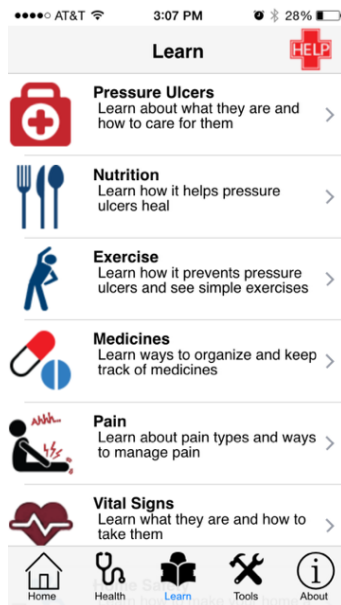 AT&T 3:07 PM 28%
Learn
HELP
Pressure Ulcers
Learn about what they are and
how to care for them
Nutrition
Learn how it helps pressure
ulcers heal
Exercise
Learn how it prevents pressure
ulcers and see simple exercises
Medicines
Learn ways to organize and keep
track of medicines
Ahhh...
Pain
Learn about pain types and ways
to manage pain
Vital Signs
Learn what they are and how to
take them
Home Safety
Home Health Learn Tools About